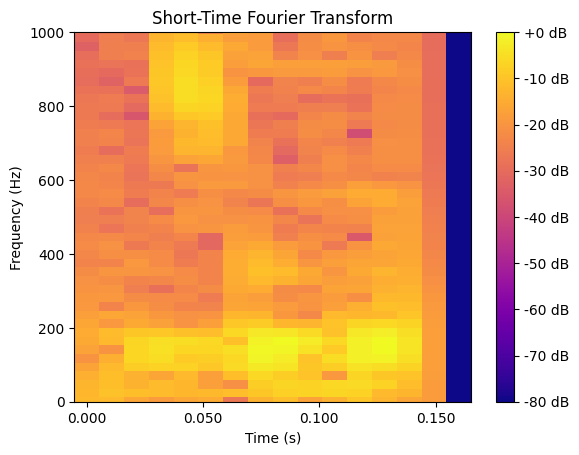 Short-Time Fourier Transform
1000
800
600
400
200
0
Frequency (Hz)
0.000
0.050
0.100
0.150
Time (s)
+0 dB
-10 dB
-20 dB
-30 dB
-40 dB
-50 dB
-60 dB
-70 dB
-80 dB